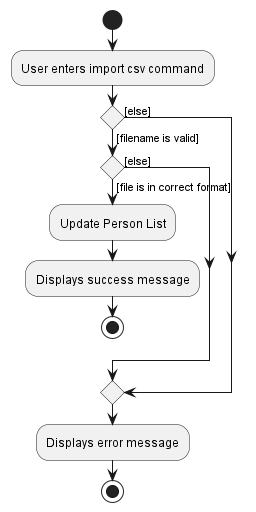 User enters import csv command
[else]
[filename is valid]
[else]
[file is in correct format]
Update Person List
Displays success message
Displays error message